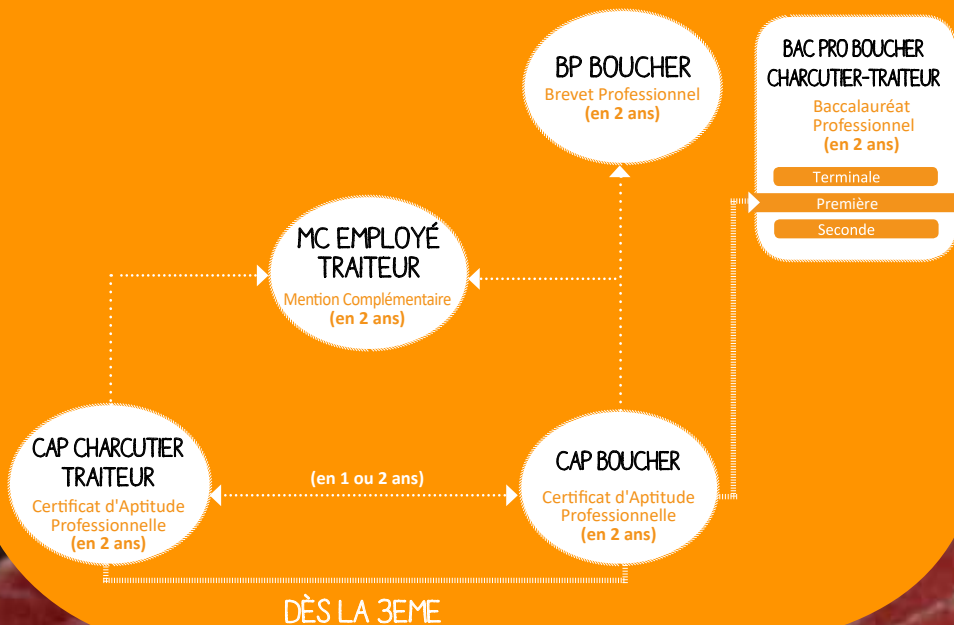 BP BOUCHER
Brevet Professionnel
(en 2 ans)
BAC PRO BOUCHER
CHARCUTIER-TRAITEUR
Baccalauréat
Professionnel
(en 2 ans)
Terminale
Première
Seconde
MC EMPLOYÉ
TRAITEUR
Mention Complémentaire
(en 2 ans)
CAP CHARCUTIER
TRAITEUR
Certificat d'Aptitude
Professionnelle
(en 2 ans)
(en 1 ou 2 ans)
CAP BOUCHER
Certificat d'Aptitude
Professionnelle
(en 2 ans)
DÈS LA 3EME